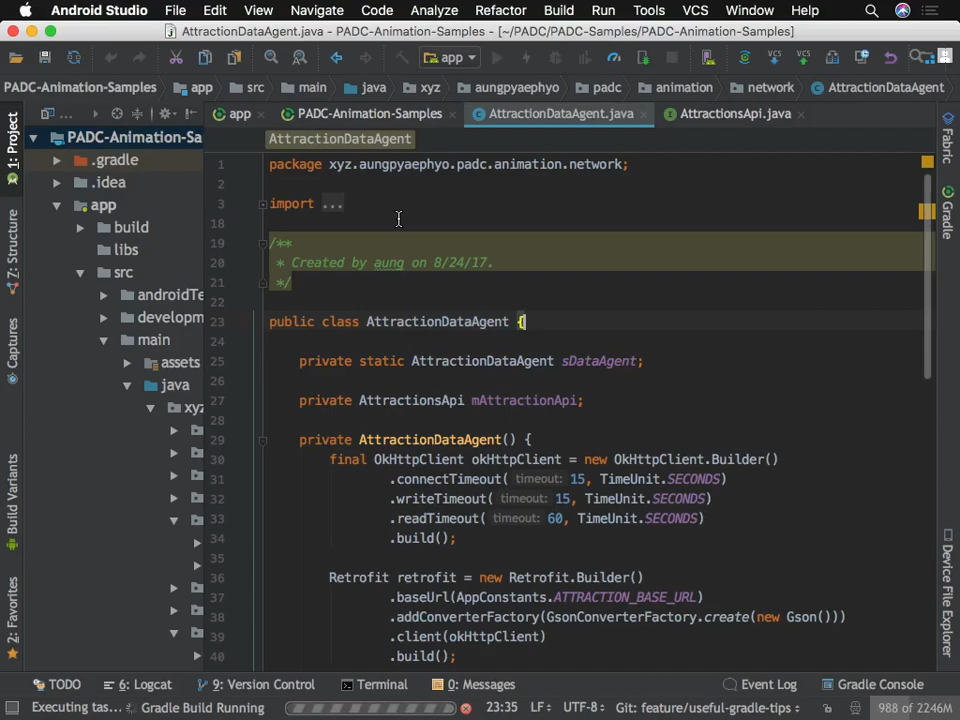 Android Studio File Edit View Navigate Code Analyze Refactor Build Run Tools VCS Window Help
AttractionDataAgent.java - PADC-Animation-Samples - [~/PADC/PADC-Samples/PADC-Animation-Samples]
app VCS VCS
PADC-Animation-Samples app src main java xyz aungpyaephyo padc animation network AttractionDataAgent
... app PADC-Animation-Samples AttractionDataAgent.java AttractionsApi.java
1: Project
7: Structure
Captures
Build Variants
2: Favorites
PADC-Animation-Sa
.gradle
.idea
app
build
libs
src
androidTe
developm
main
assets
java
xyz
AttractionDataAgent
1 package xyz.aungpyaephyo.padc.animation.network;
2
3 import ...
18
19 /**
20 * Created by aung on 8/24/17.
21 */
22
23 public class AttractionDataAgent {
24
25 private static AttractionDataAgent sDataAgent;
26
27 private AttractionsApi mAttractionApi;
28
29 private AttractionDataAgent() {
30 final OkHttpClient okHttpClient = new OkHttpClient.Builder()
31 .connectTimeout( timeout: 15, TimeUnit.SECONDS)
32 .writeTimeout( timeout: 15, TimeUnit.SECONDS)
33 .readTimeout( timeout: 60, TimeUnit.SECONDS)
34 .build();
35
36 Retrofit retrofit = new Retrofit.Builder()
37 .baseUrl(AppConstants.ATTRACTION_BASE_URL)
38 .addConverterFactory(GsonConverterFactory.create(new Gson()))
39 .client(okHttpClient)
40 .build();
Fabric
Gradle
Device File Explorer
TODO 6: Logcat 9: Version Control Terminal 0: Messages Event Log Gradle Console
Executing tas... Gradle Build Running 23:35 LF÷ UTF-8÷ Git: feature/useful-gradle-tips÷ 988 of 2246M